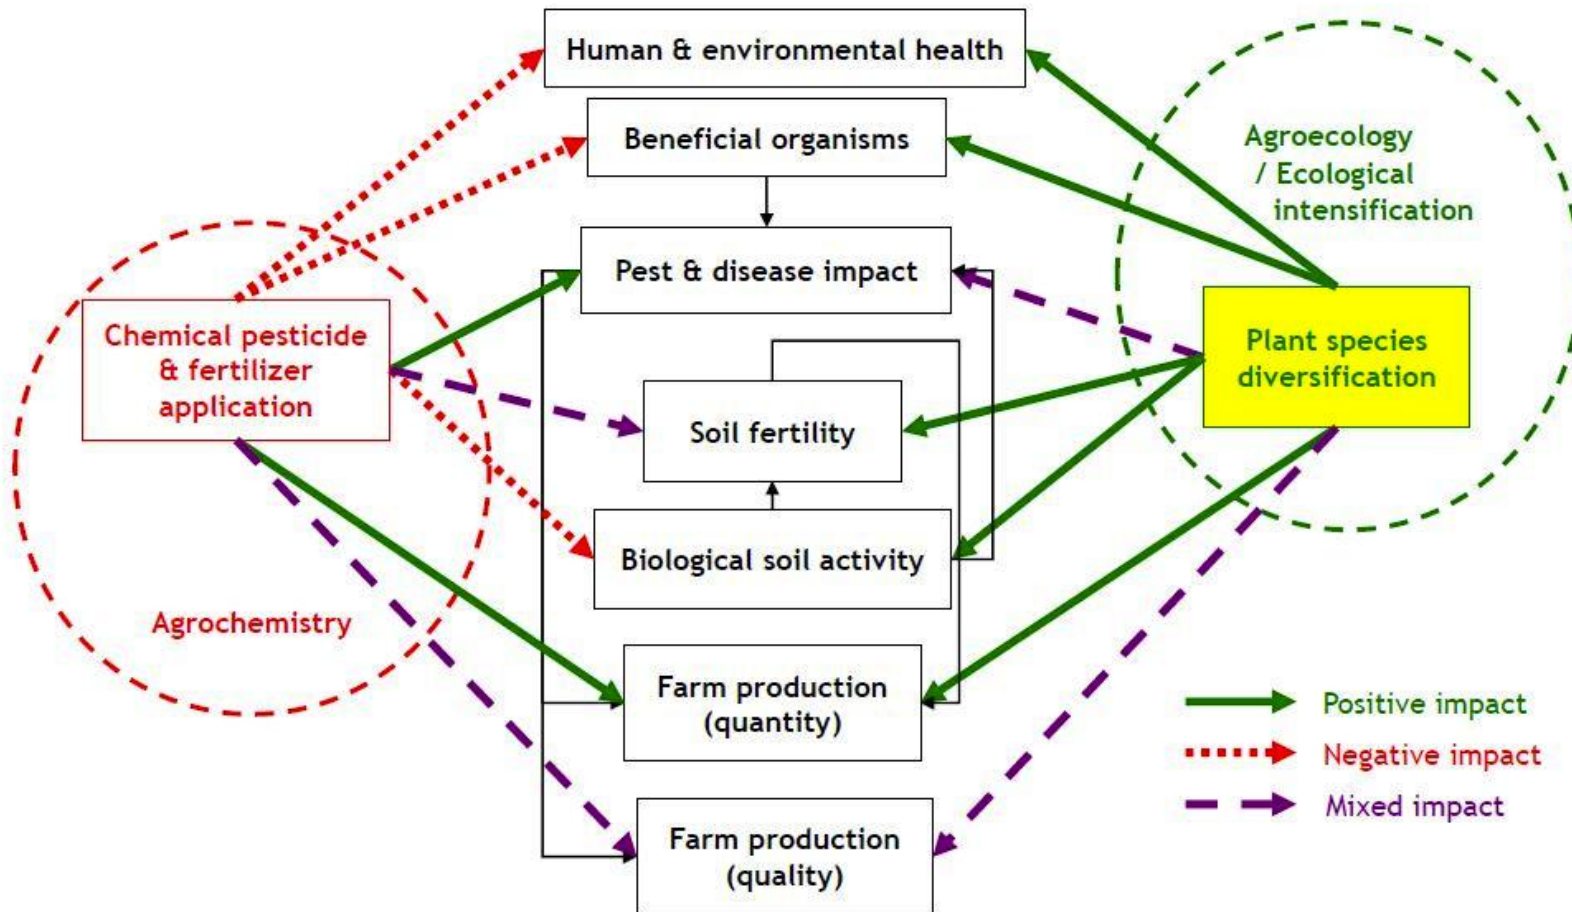 Human & environmental health
Beneficial organisms
Agroecology
/ Ecological
intensification
Pest & disease impact
Chemical pesticide
& fertilizer
application
Plant species
diversification
Soil fertility
Biological soil activity
Agrochemistry
Farm production
(quantity)
Positive impact
Negative impact
Mixed impact
Farm production
(quality)